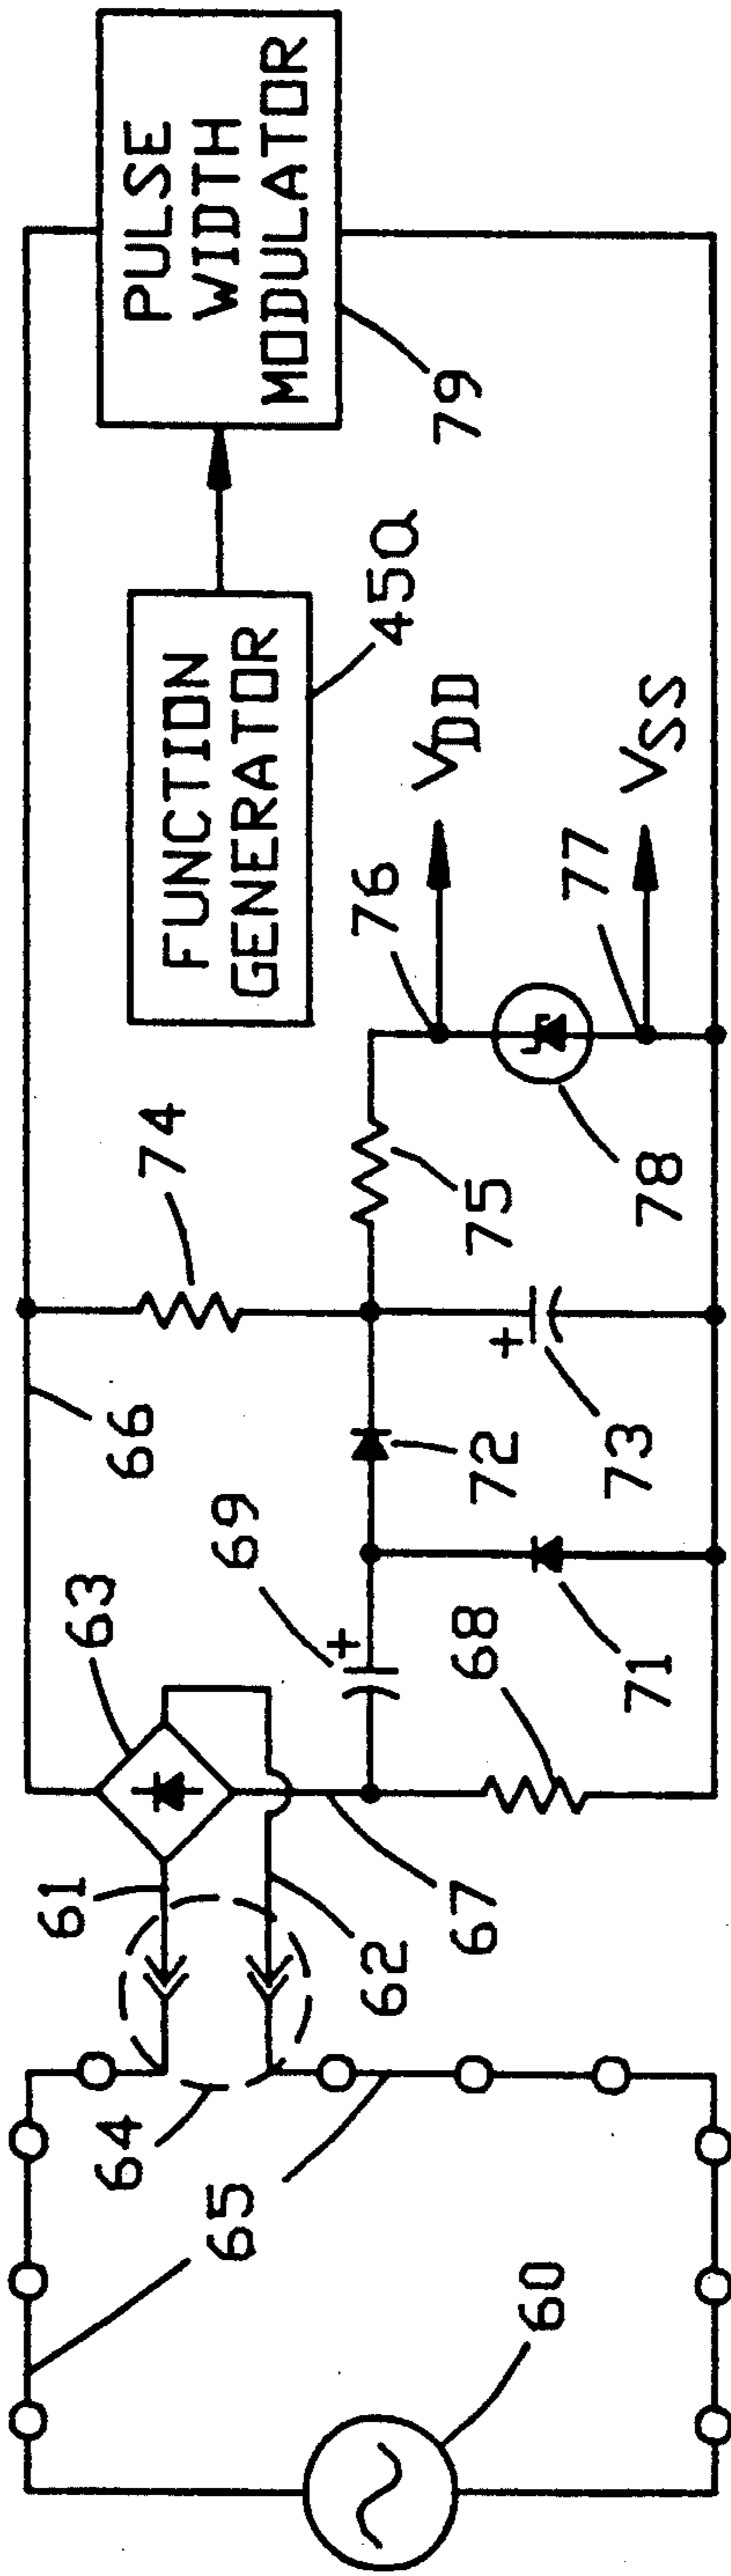 PULSE
WIDTH
MODULATOR
79
FUNCTION
GENERATOR
45Q
66
74
63
61
62
64
65
60
67
68
69
+
71
72
73
+
75
76
VDD
VSS
77
78